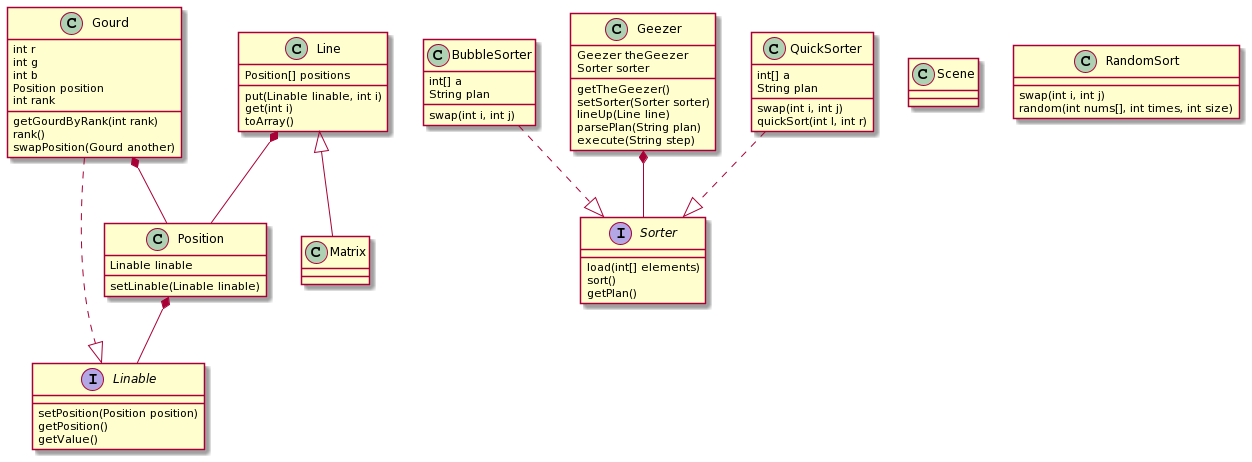 C Gourd
int r
int g
int b
Position position
int rank
getGourdByRank(int rank)
rank()
swapPosition(Gourd another)
C Line
Position[] positions
put(Linable linable, int i)
get(int i)
toArray()
C BubbleSorter
int[] a
String plan
swap(int i, int j)
C Geezer
Geezer theGeezer
Sorter sorter
getTheGeezer()
setSorter(Sorter sorter)
lineUp(Line line)
parsePlan(String plan)
execute(String step)
C QuickSorter
int[] a
String plan
swap(int i, int j)
quickSort(int l, int r)
C Scene
C RandomSort
swap(int i, int j)
random(int nums[], int times, int size)
C Position
Linable linable
setLinable(Linable linable)
C Matrix
I Sorter
load(int[] elements)
sort()
getPlan()
I Linable
setPosition(Position position)
getPosition()
getValue()